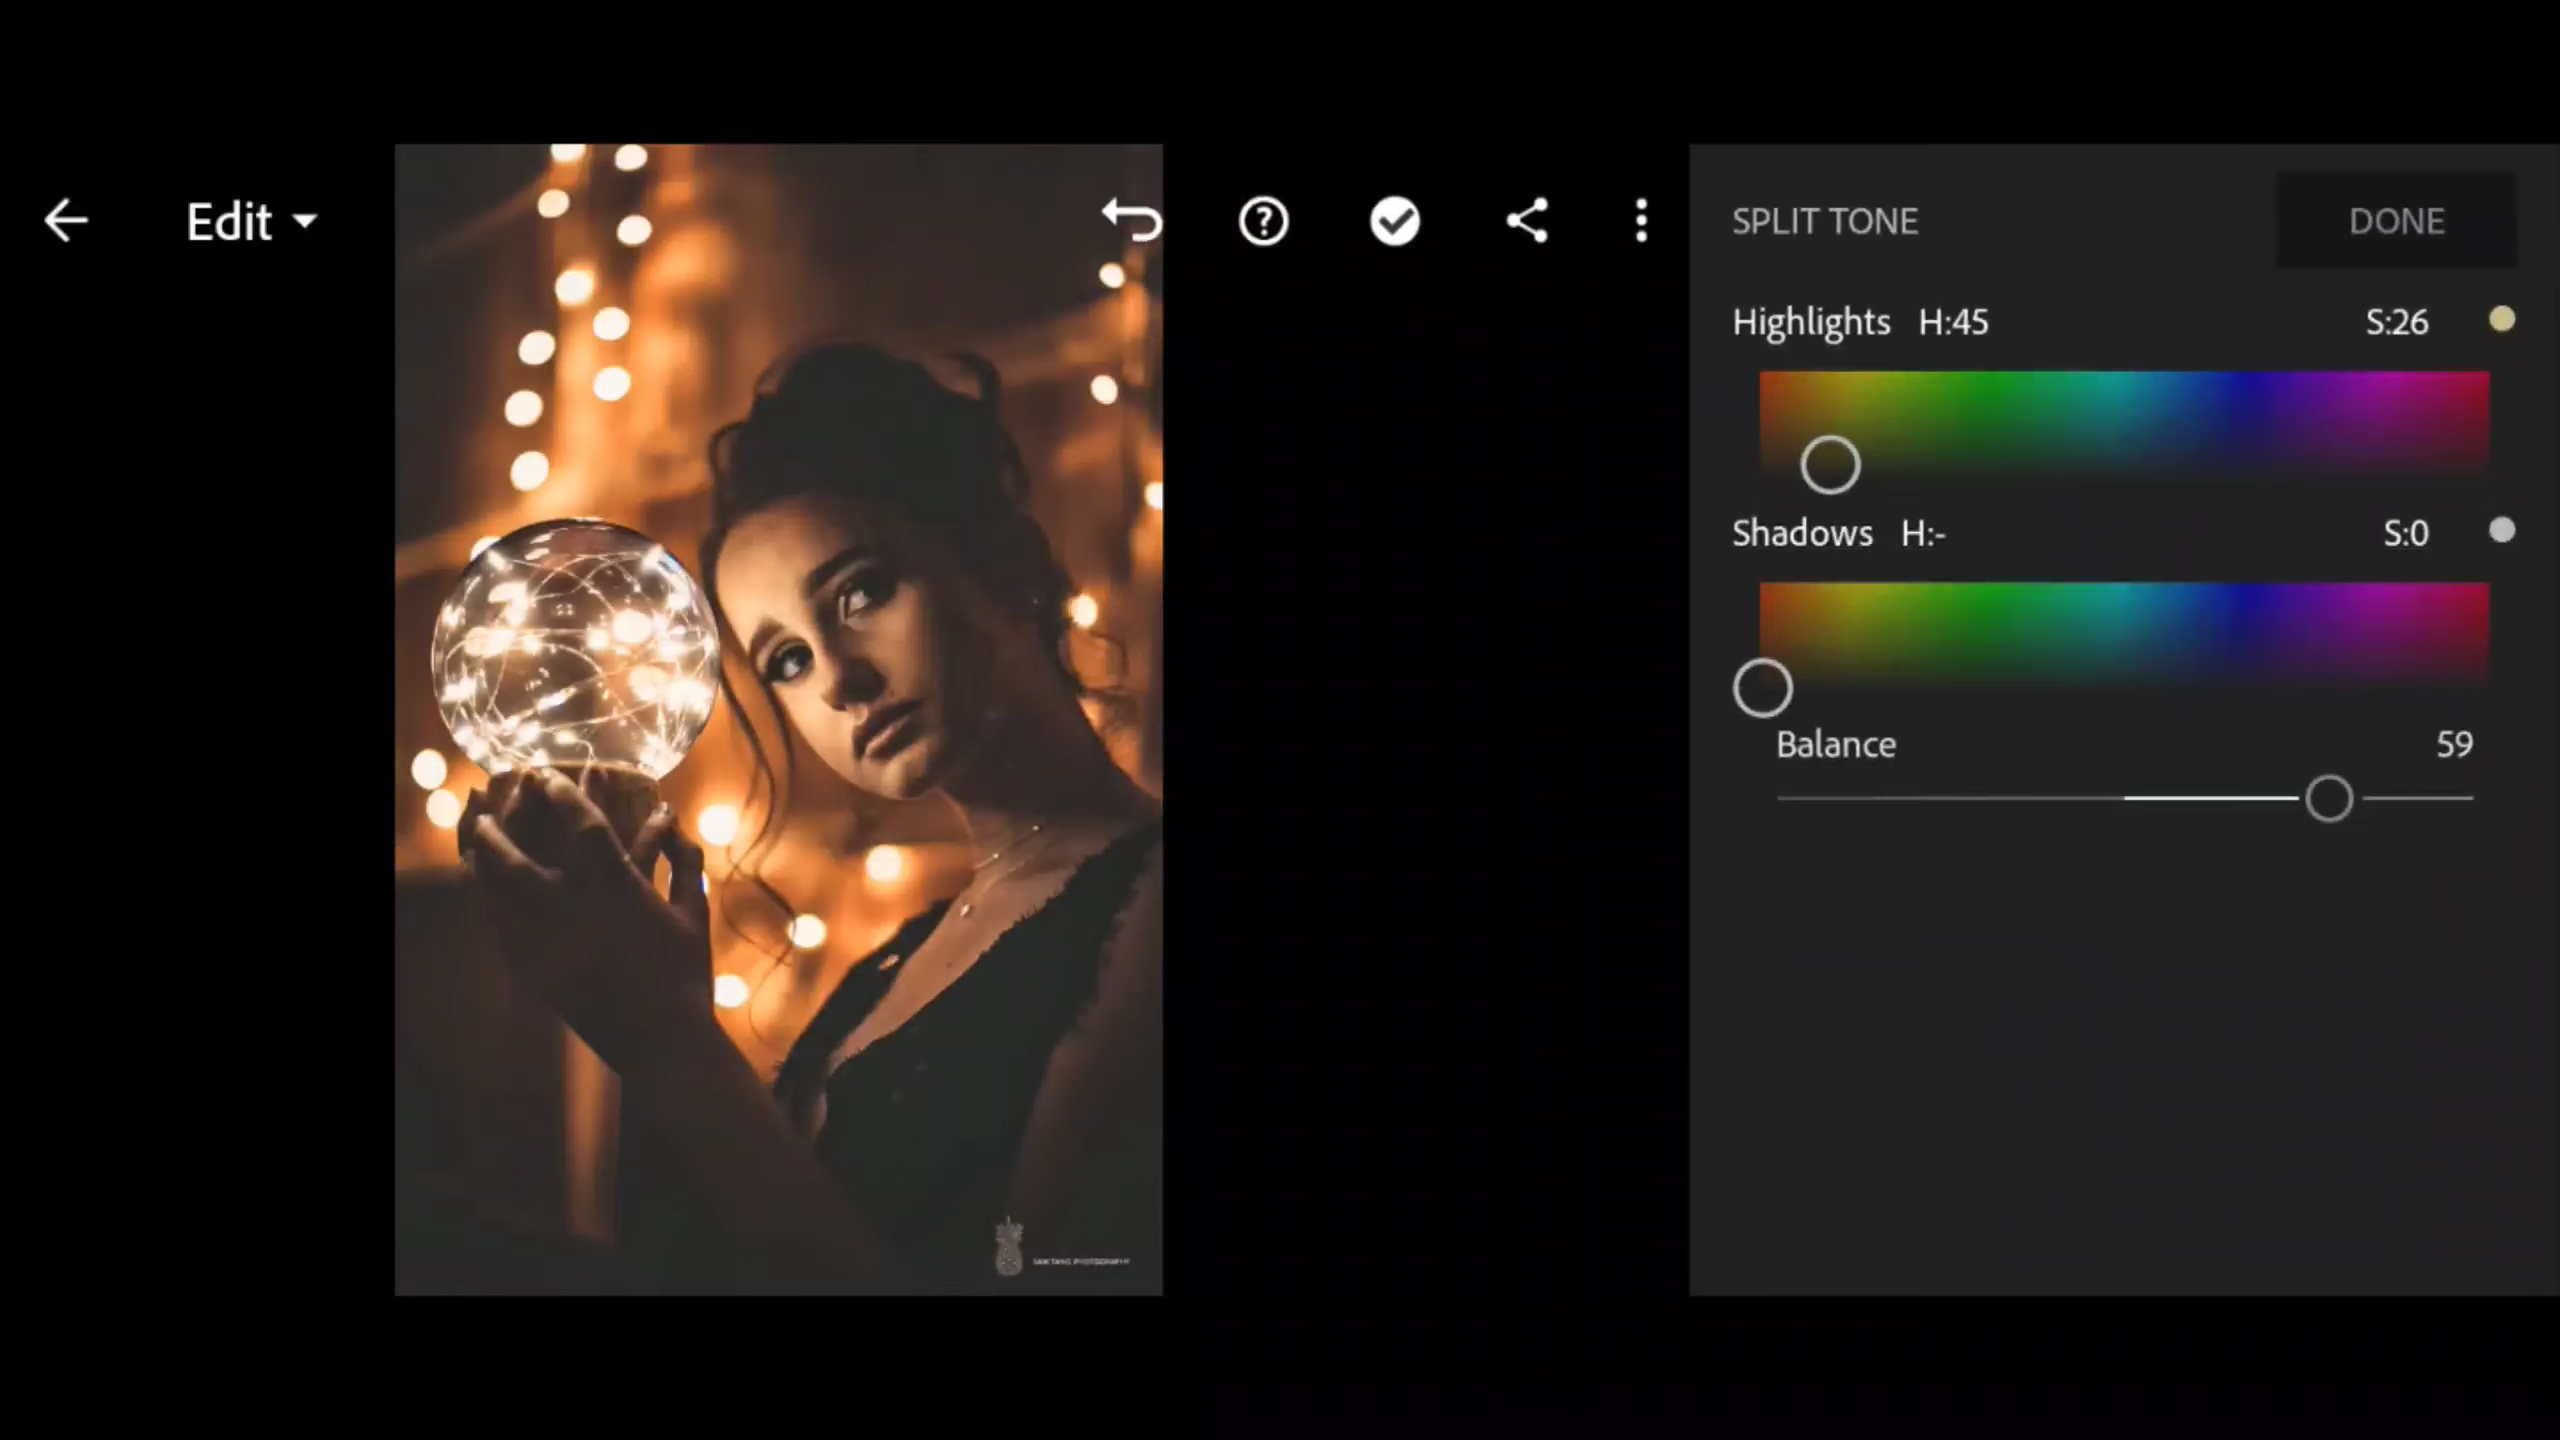 Edit
SPLIT TONE
DONE
Highlights H:45 S:26
Shadows H:- S:0
Balance 59